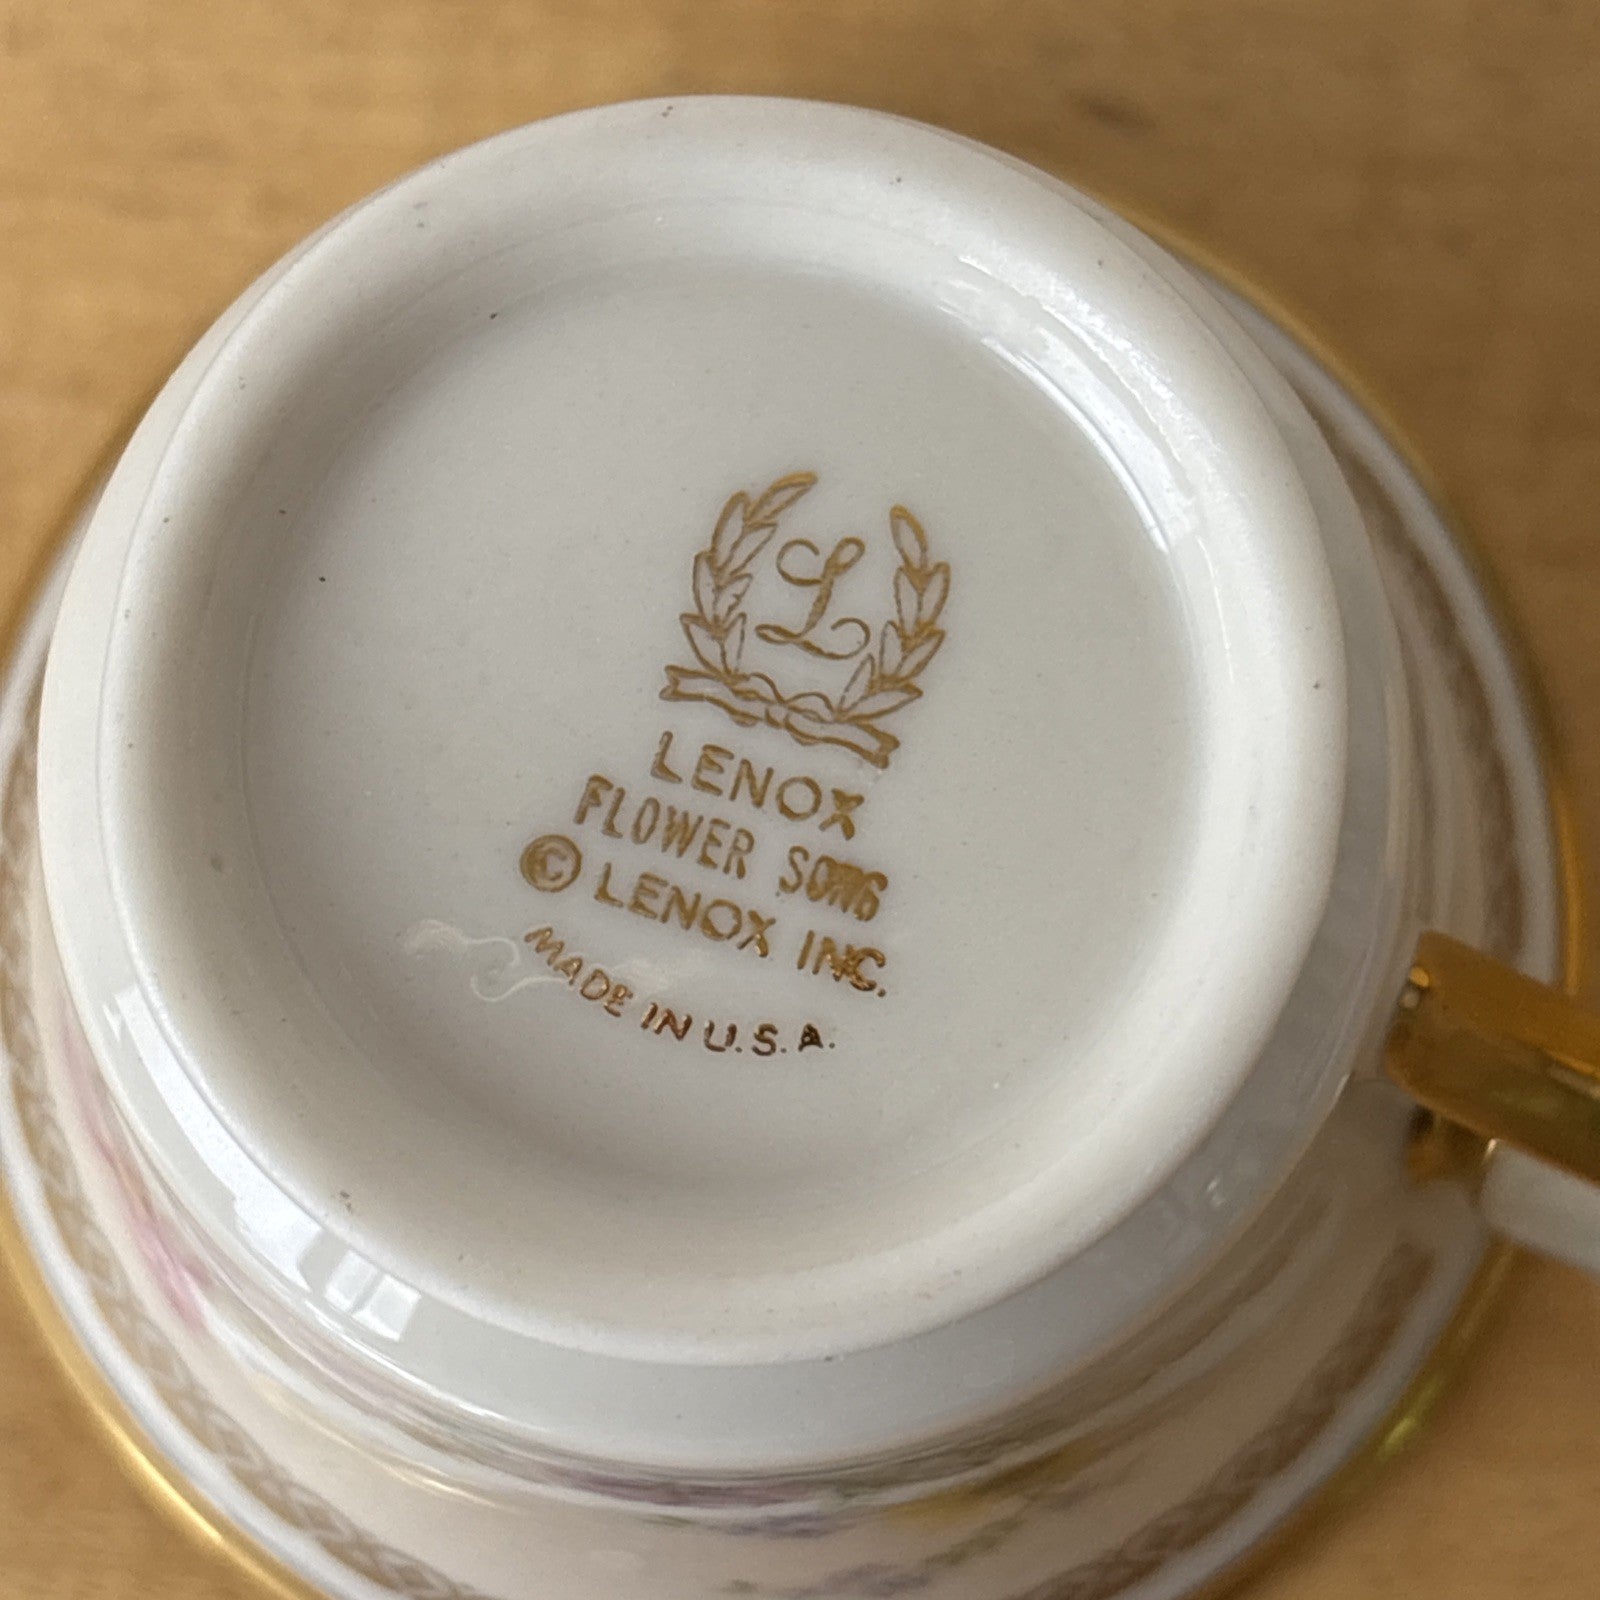 L
LENOX
FLOWER SONG
© LENOX INC.
MADE IN U.S.A.